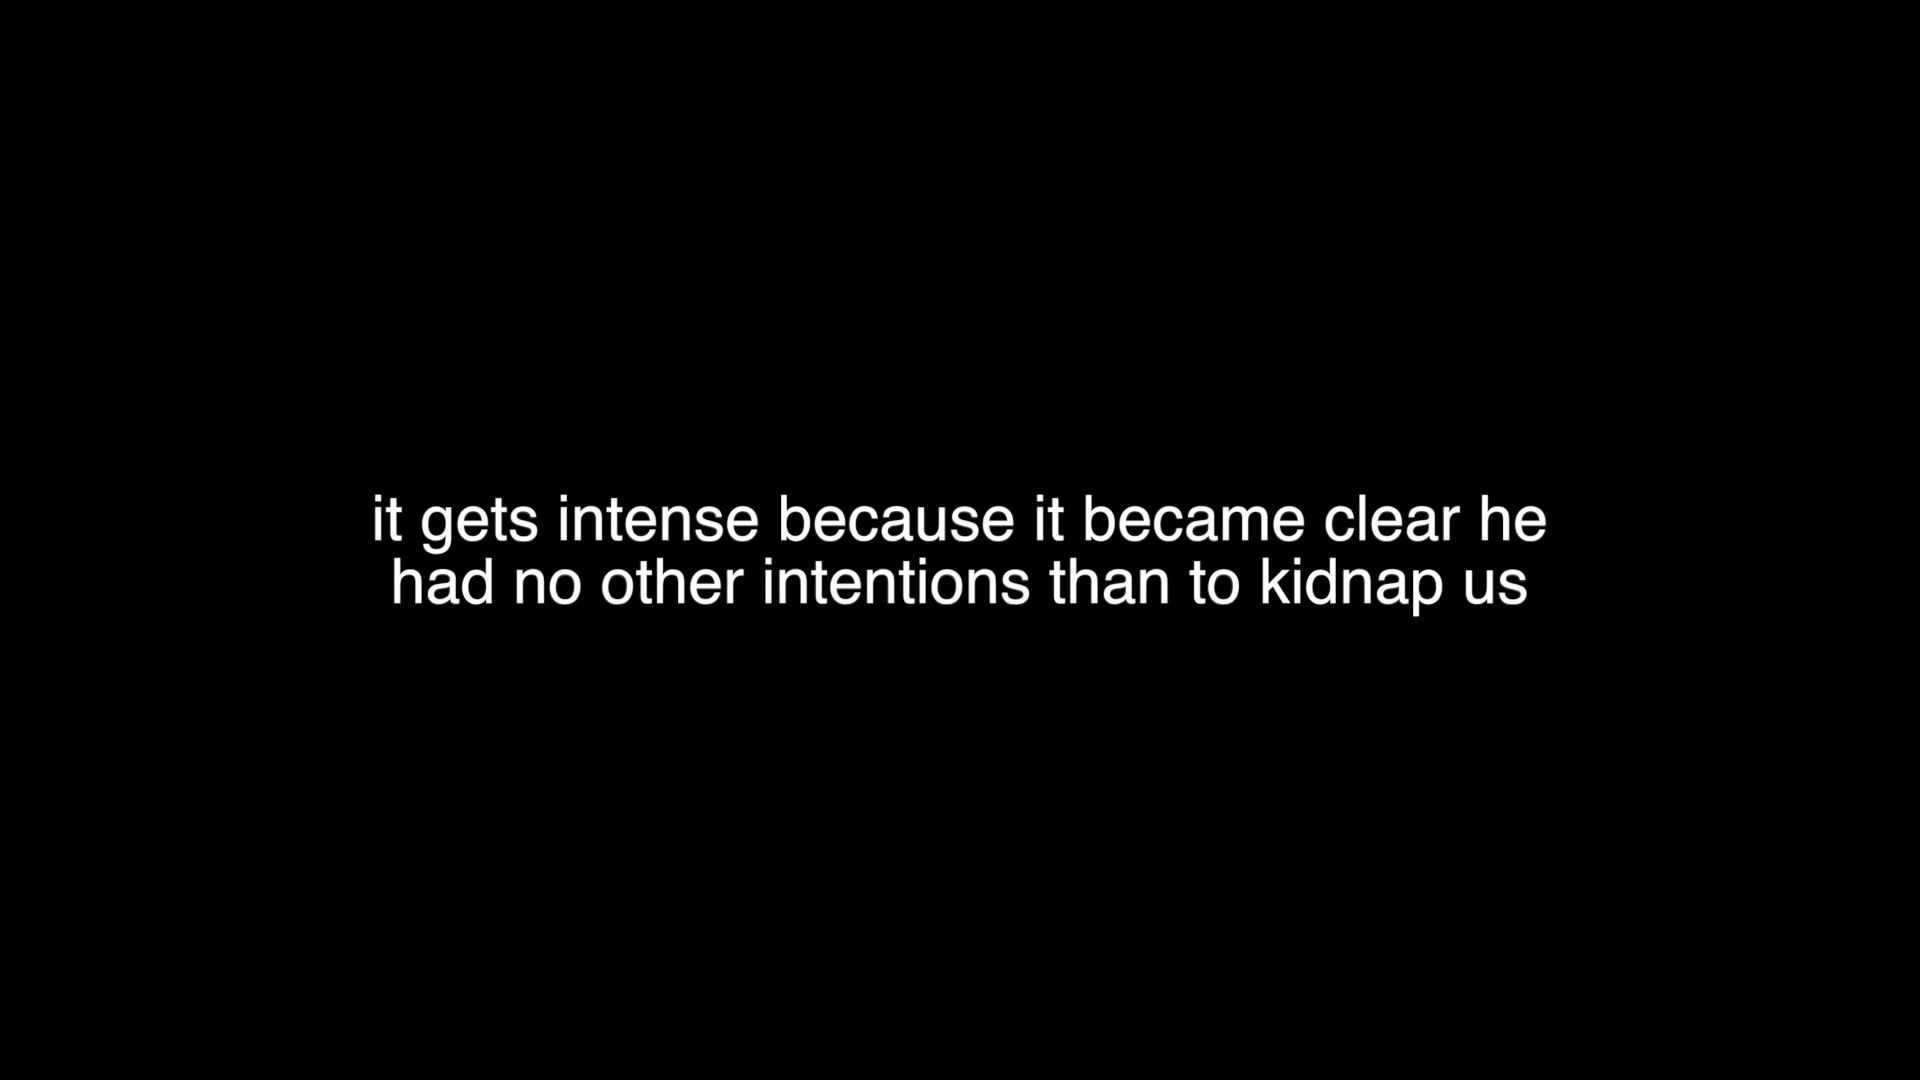 it gets intense because it became clear he
had no other intentions than to kidnap us